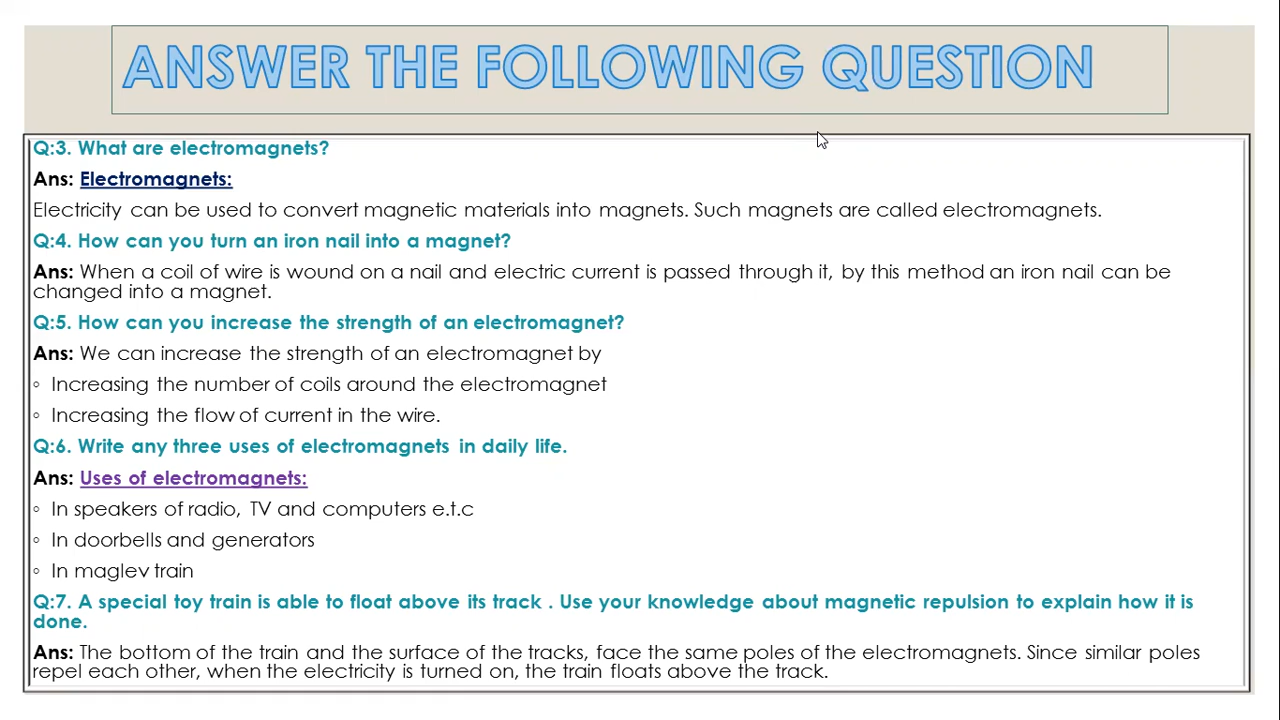 ANSWER THE FOLLOWING QUESTION
Q:3. What are electromagnets?
Ans: Electromagnets:
Electricity can be used to convert magnetic materials into magnets. Such magnets are called electromagnets.
Q:4. How can you turn an iron nail into a magnet?
Ans: When a coil of wire is wound on a nail and electric current is passed through it, by this method an iron nail can be
changed into a magnet.
Q:5. How can you increase the strength of an electromagnet?
Ans: We can increase the strength of an electromagnet by
◦ Increasing the number of coils around the electromagnet
◦ Increasing the flow of current in the wire.
Q:6. Write any three uses of electromagnets in daily life.
Ans: Uses of electromagnets:
◦ In speakers of radio, TV and computers e.t.c
◦ In doorbells and generators
◦ In maglev train
Q:7. A special toy train is able to float above its track . Use your knowledge about magnetic repulsion to explain how it is
done.
Ans: The bottom of the train and the surface of the tracks, face the same poles of the electromagnets. Since similar poles
repel each other, when the electricity is turned on, the train floats above the track.